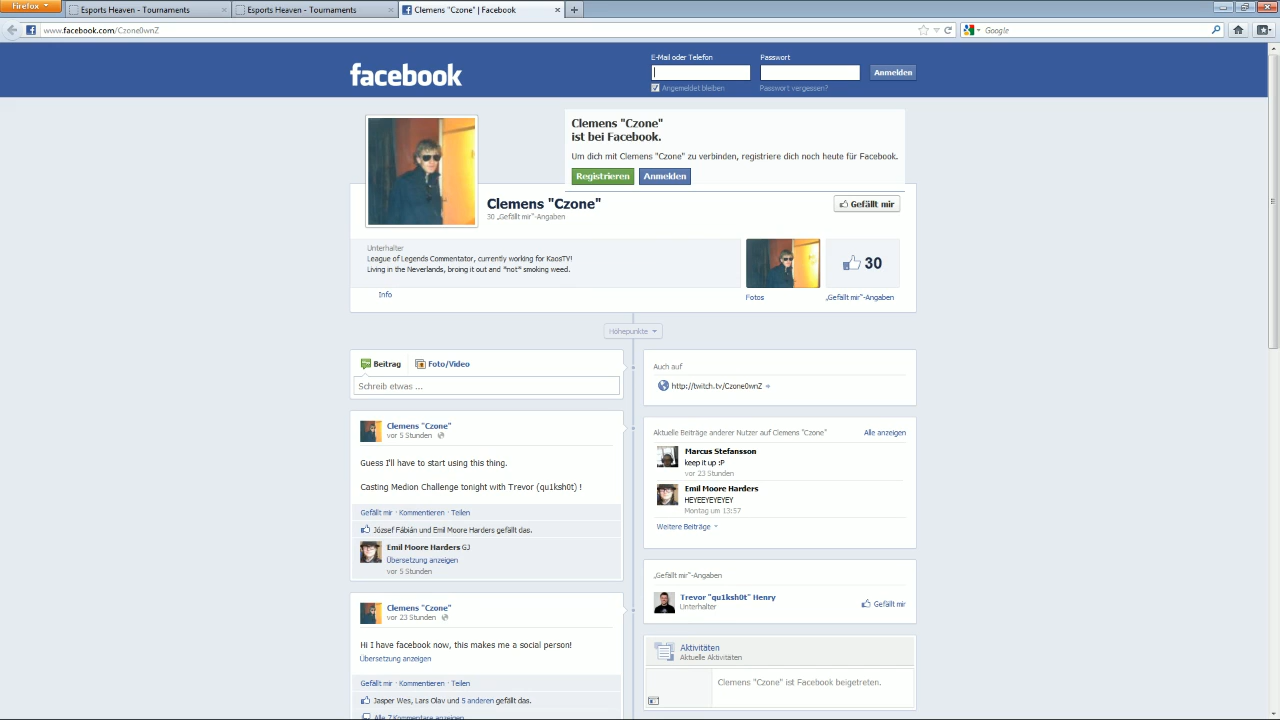 Firefox
Esports Heaven - Tournaments
Esports Heaven - Tournaments
Clemens "Czone" | Facebook
www.facebook.com/Czone0wnZ
Google
facebook
E-Mail oder Telefon
Passwort
Anmelden
Angemeldet bleiben
Passwort vergessen?
Clemens "Czone"
ist bei Facebook.
Um dich mit Clemens "Czone" zu verbinden, registriere dich noch heute für Facebook.
Registrieren
Anmelden
Clemens "Czone"
30 „Gefällt mir“-Angaben
Gefällt mir
Unterhalter
League of Legends Commentator, currently working for KaosTV!
Living in the Neverlands, broing it out and *not* smoking weed.
Info
30
Fotos
„Gefällt mir“-Angaben
Höhepunkte
Beitrag
Foto/Video
Schreib etwas ...
Clemens "Czone"
vor 5 Stunden
Guess I'll have to start using this thing.
Casting Medion Challenge tonight with Trevor (qu1ksh0t) !
Gefällt mir · Kommentieren · Teilen
József Fábián und Emil Moore Harders gefällt das.
Emil Moore Harders GJ
Übersetzung anzeigen
vor 5 Stunden
Clemens "Czone"
vor 23 Stunden
Hi I have facebook now, this makes me a social person!
Übersetzung anzeigen
Gefällt mir · Kommentieren · Teilen
Jasper Wes, Lars Olav und 5 anderen gefällt das.
Alle 7 Kommentare anzeigen
Auch auf
http://twitch.tv/Czone0wnZ
Aktuelle Beiträge anderer Nutzer auf Clemens "Czone"
Alle anzeigen
Marcus Stefansson
keep it up :P
vor 23 Stunden
Emil Moore Harders
HEYEEYEYEYEY
Montag um 13:57
Weitere Beiträge
„Gefällt mir“-Angaben
Trevor "qu1ksh0t" Henry
Unterhalter
Gefällt mir
Aktivitäten
Aktuelle Aktivitäten
Clemens "Czone" ist Facebook beigetreten.